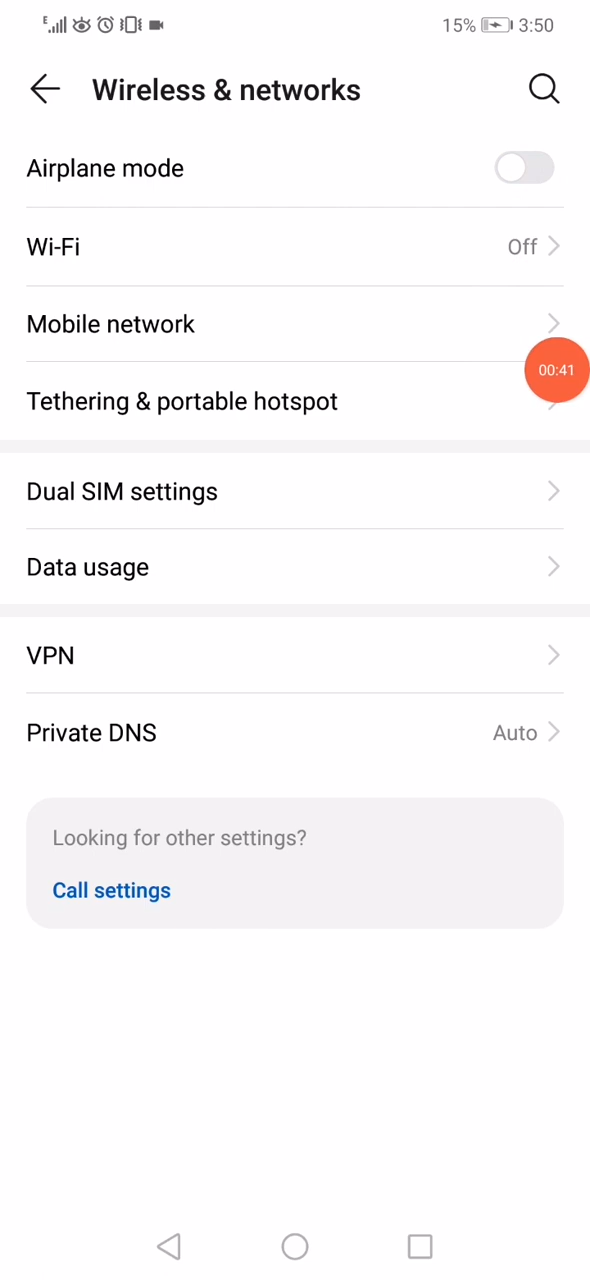 E 15% 3:50
Wireless & networks
Airplane mode
Wi-Fi Off
Mobile network
00:41
Tethering & portable hotspot
Dual SIM settings
Data usage
VPN
Private DNS Auto
Looking for other settings?
Call settings